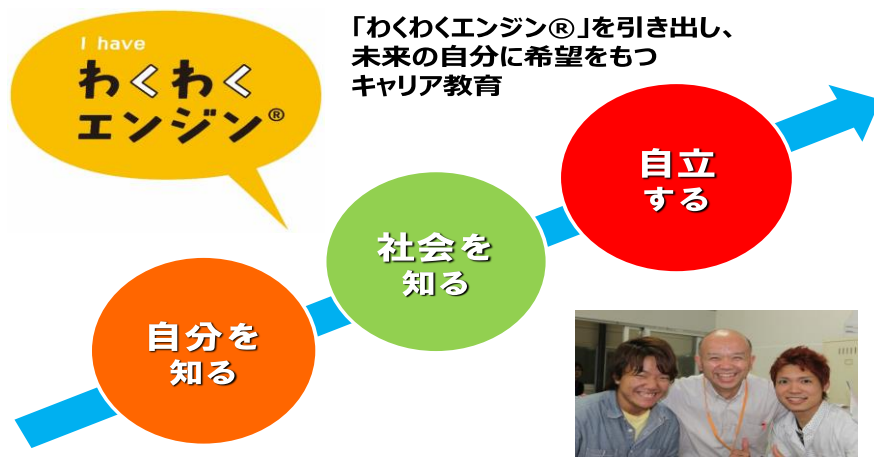 I have
わくわく
エンジン®
「わくわくエンジン®」を引き出し、
未来の自分に希望をもつ
キャリア教育
自立
する
社会を
知る
自分を
知る